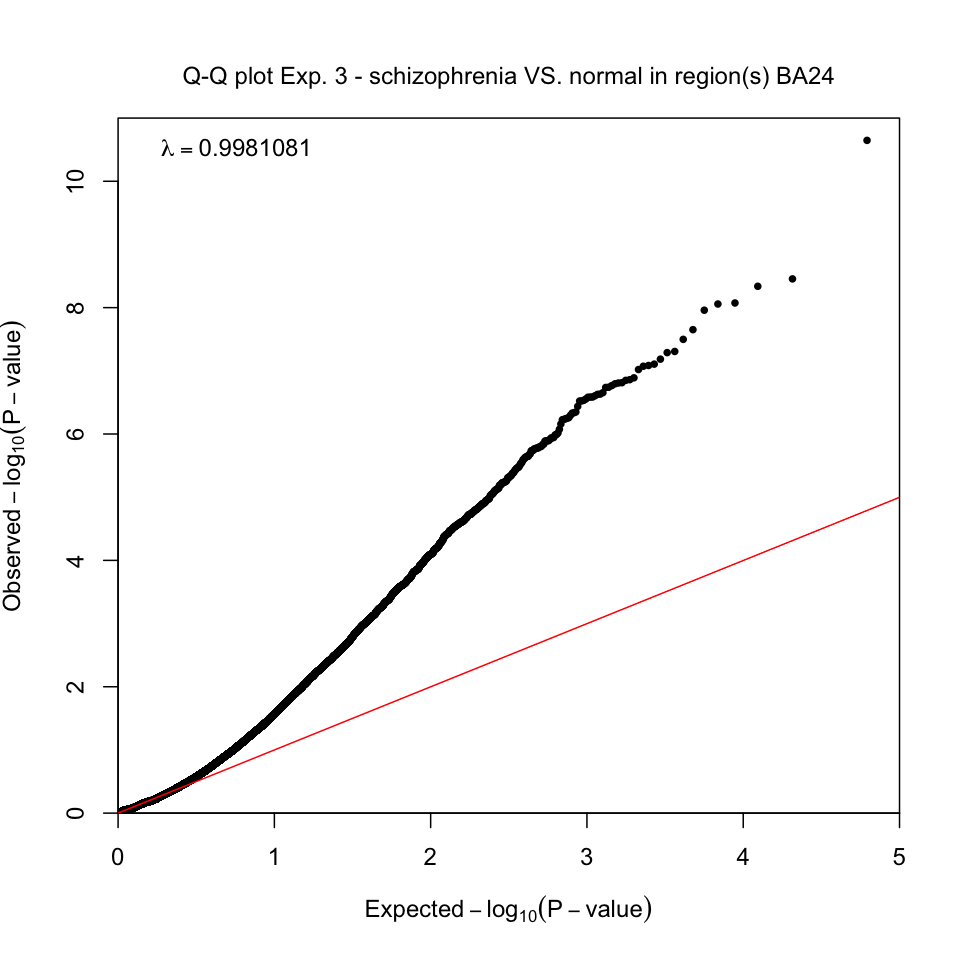 Q-Q plot Exp. 3 - schizophrenia VS. normal in region(s) BA24
λ = 0.9981081
10
8
6
4
2
0
Observed − log10(P − value)
0 1 2 3 4 5
Expected − log10(P − value)